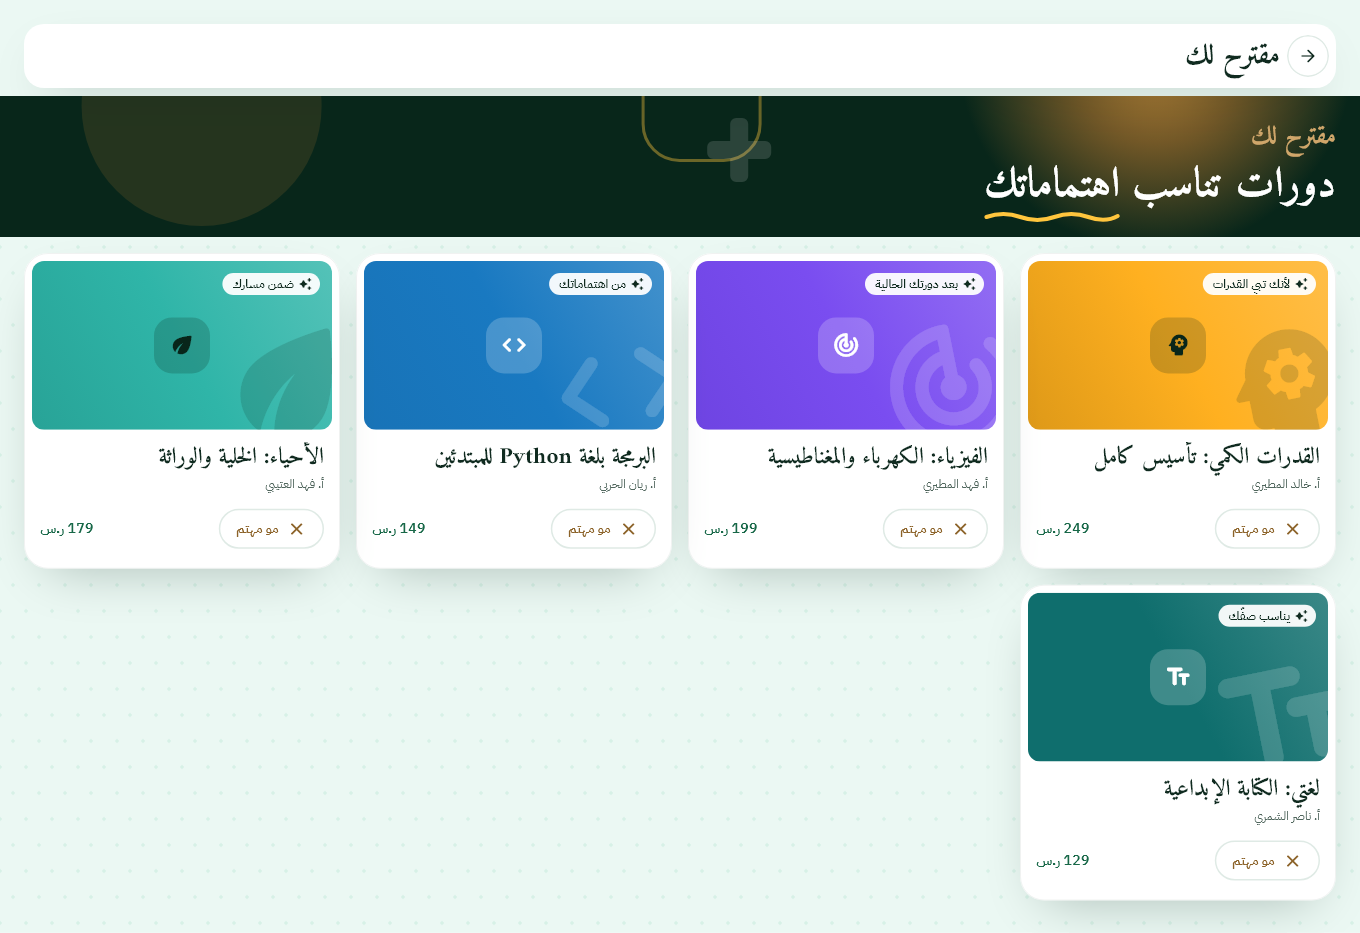 مقترح لك
مقترح لك
دورات تناسب اهتماماتك
لأنك تبي القدرات
القدرات الكمي: تأسيس كامل
أ. خالد المطيري
مو مهتم
249 ر.س
بعد دورتك الحالية
الفيزياء: الكهرباء والمغناطيسية
أ. فهد المطيري
مو مهتم
199 ر.س
من اهتماماتك
البرمجة بلغة Python للمبتدئين
أ. ريان الحربي
مو مهتم
149 ر.س
ضمن مسارك
الأحياء: الخلية والوراثة
أ. فهد العتيبي
مو مهتم
179 ر.س
يناسب صفّك
لغتي: الكتابة الإبداعية
أ. ناصر الشمري
مو مهتم
129 ر.س